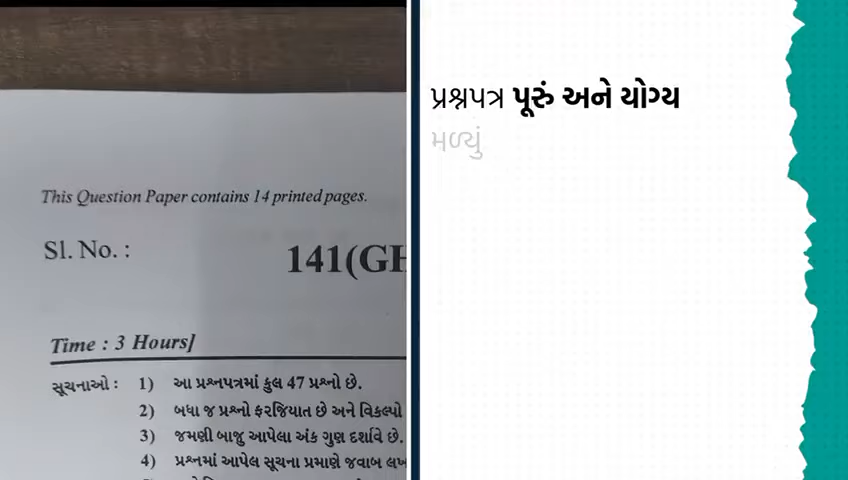 This Question Paper contains 14 printed pages.
Sl. No. :
141(GH
Time : 3 Hours]
સૂચનાઓ : 1) આ પ્રશ્નપત્રમાં કુલ 47 પ્રશ્નો છે.
2) બધા જ પ્રશ્નો ફરજિયાત છે અને વિકલ્પો
3) જમણી બાજુ આપેલા અંક ગુણ દર્શાવે છે.
4) પ્રશ્નમાં આપેલ સૂચના પ્રમાણે જવાબ લખ
પ્રશ્નપત્ર પૂરું અને યોગ્ય
મળ્યું